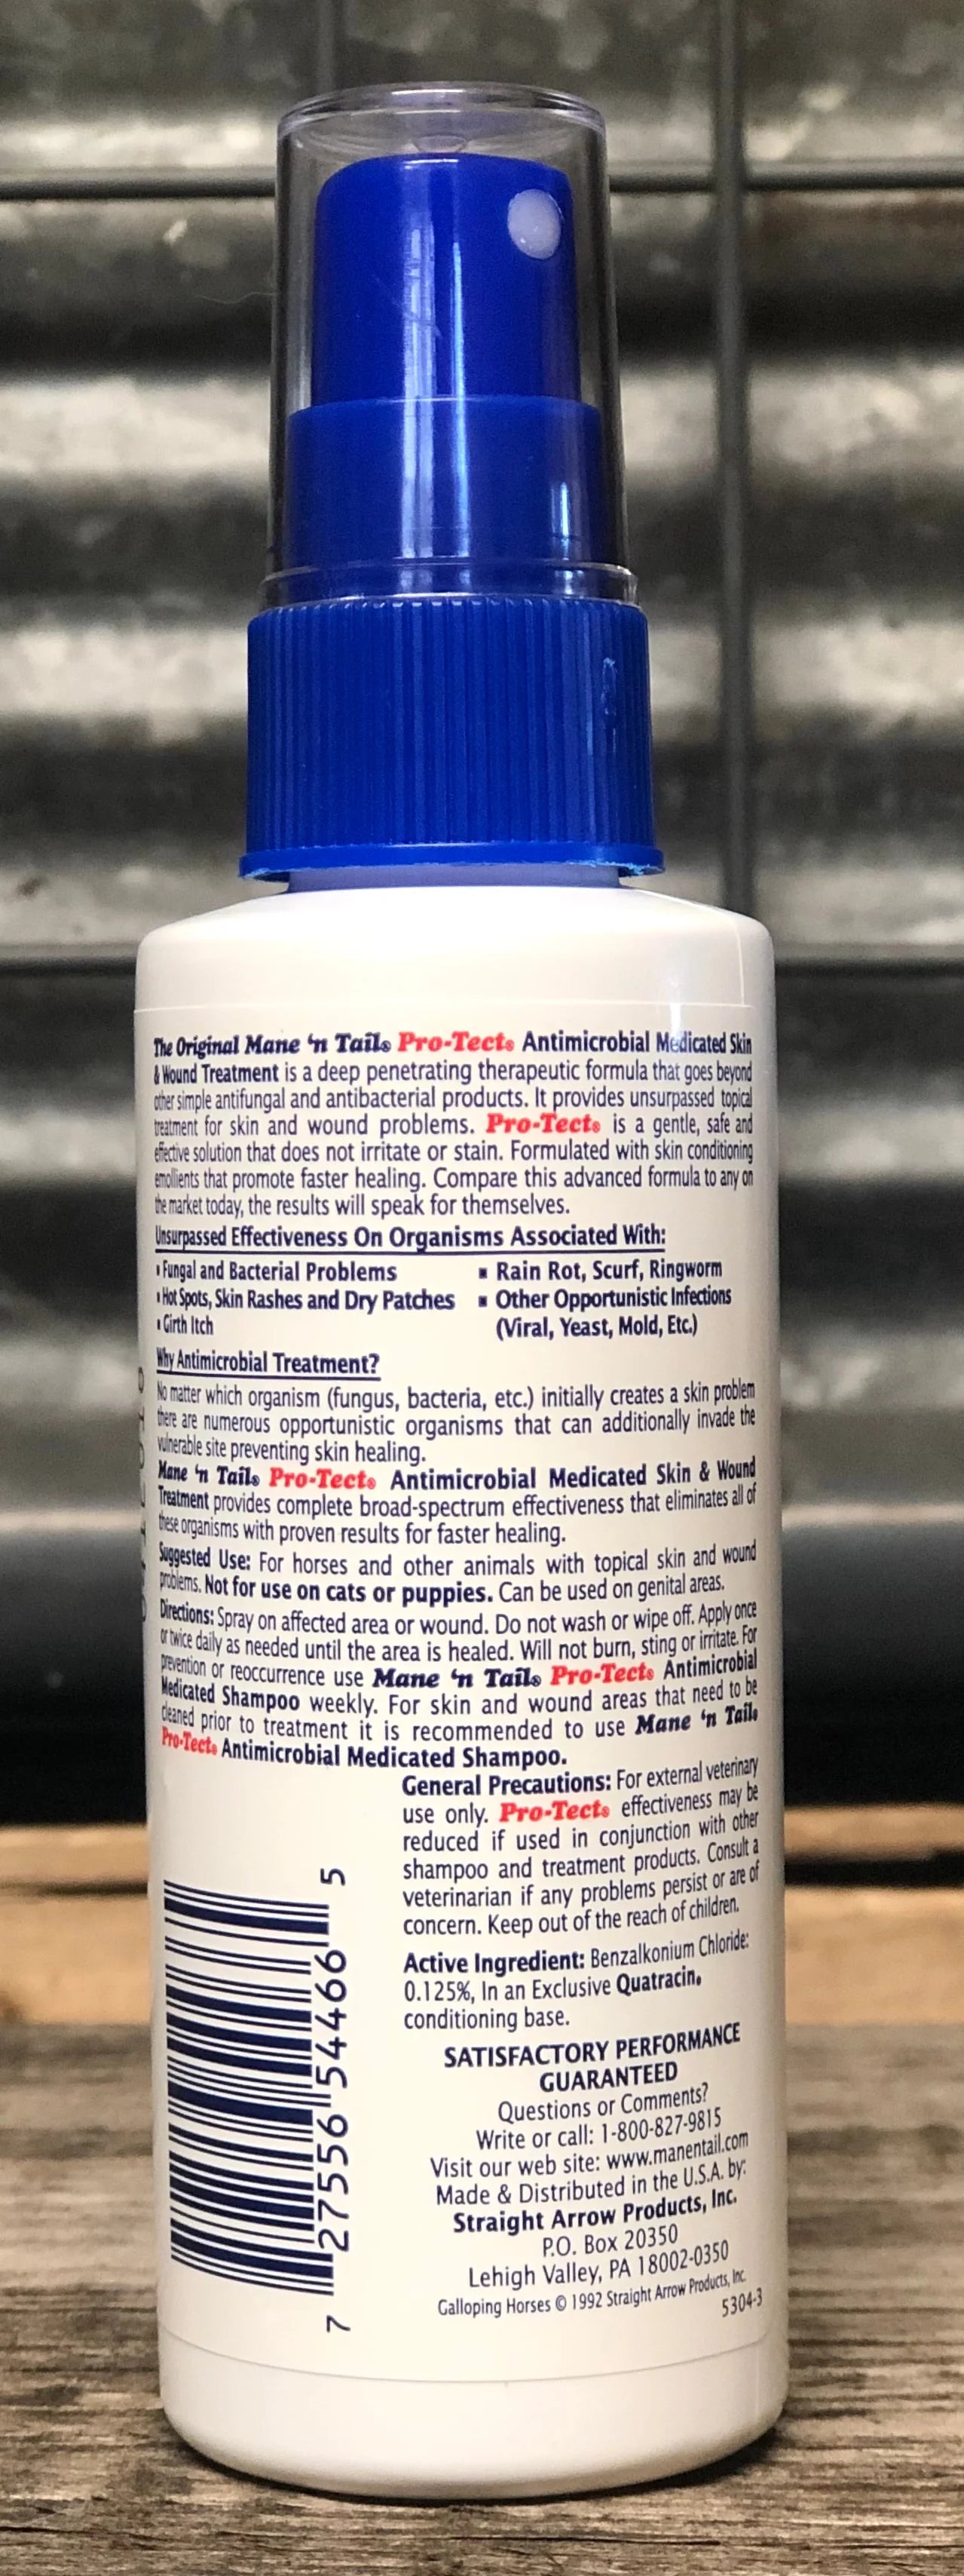 The Original Mane 'n Tail® Pro-Tect® Antimicrobial Medicated Skin
& Wound Treatment is a deep penetrating therapeutic formula that goes beyond
other simple antifungal and antibacterial products. It provides unsurpassed topical
treatment for skin and wound problems. Pro-Tect® is a gentle, safe and
effective solution that does not irritate or stain. Formulated with skin conditioning
emollients that promote faster healing. Compare this advanced formula to any on
the market today, the results will speak for themselves.
Unsurpassed Effectiveness On Organisms Associated With:
▪ Fungal and Bacterial Problems
▪ Hot Spots, Skin Rashes and Dry Patches
▪ Girth Itch
▪ Rain Rot, Scurf, Ringworm
▪ Other Opportunistic Infections
(Viral, Yeast, Mold, Etc.)
Why Antimicrobial Treatment?
No matter which organism (fungus, bacteria, etc.) initially creates a skin problem
there are numerous opportunistic organisms that can additionally invade the
vulnerable site preventing skin healing.
Mane 'n Tail® Pro-Tect® Antimicrobial Medicated Skin & Wound
Treatment provides complete broad-spectrum effectiveness that eliminates all of
these organisms with proven results for faster healing.
Suggested Use: For horses and other animals with topical skin and wound
problems. Not for use on cats or puppies. Can be used on genital areas.
Directions: Spray on affected area or wound. Do not wash or wipe off. Apply once
or twice daily as needed until the area is healed. Will not burn, sting or irritate. For
prevention or reoccurrence use Mane 'n Tail® Pro-Tect® Antimicrobial
Medicated Shampoo weekly. For skin and wound areas that need to be
cleaned prior to treatment it is recommended to use Mane 'n Tail®
Pro-Tect® Antimicrobial Medicated Shampoo.
General Precautions: For external veterinary
use only. Pro-Tect® effectiveness may be
reduced if used in conjunction with other
shampoo and treatment products. Consult a
veterinarian if any problems persist or are of
concern. Keep out of the reach of children.
Active Ingredient: Benzalkonium Chloride:
0.125%, In an Exclusive Quatracin®
conditioning base.
SATISFACTORY PERFORMANCE
GUARANTEED
Questions or Comments?
Write or call: 1-800-827-9815
Visit our web site: www.manentail.com
Made & Distributed in the U.S.A. by:
Straight Arrow Products, Inc.
P.O. Box 20350
Lehigh Valley, PA 18002-0350
Galloping Horses © 1992 Straight Arrow Products, Inc.
5304-3
7 27556 54466 5